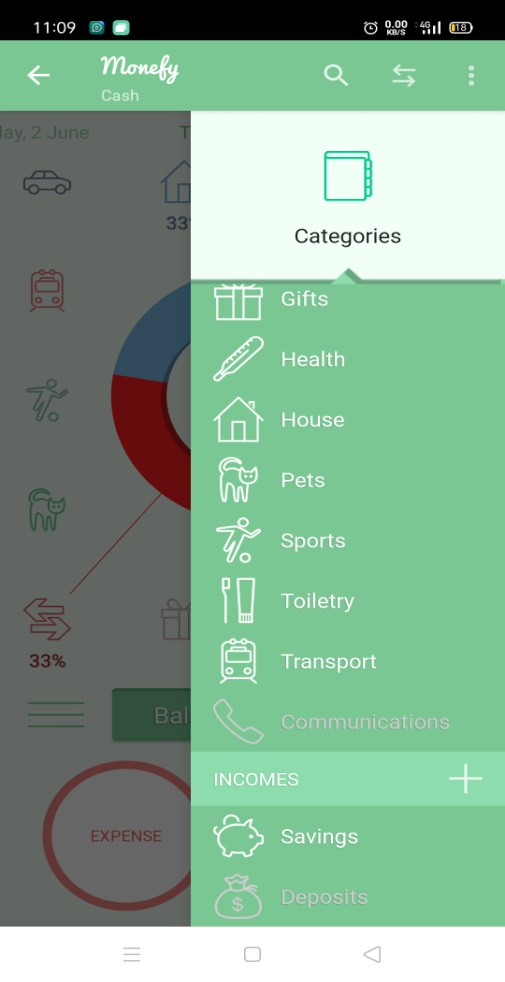 11:09
0.00
KB/S
4G
18
Monefy
Cash
lay, 2 June
T
33
Categories
Gifts
Health
House
Pets
Sports
Toiletry
33%
Transport
Bal
Communications
INCOMES
EXPENSE
Savings
$ Deposits